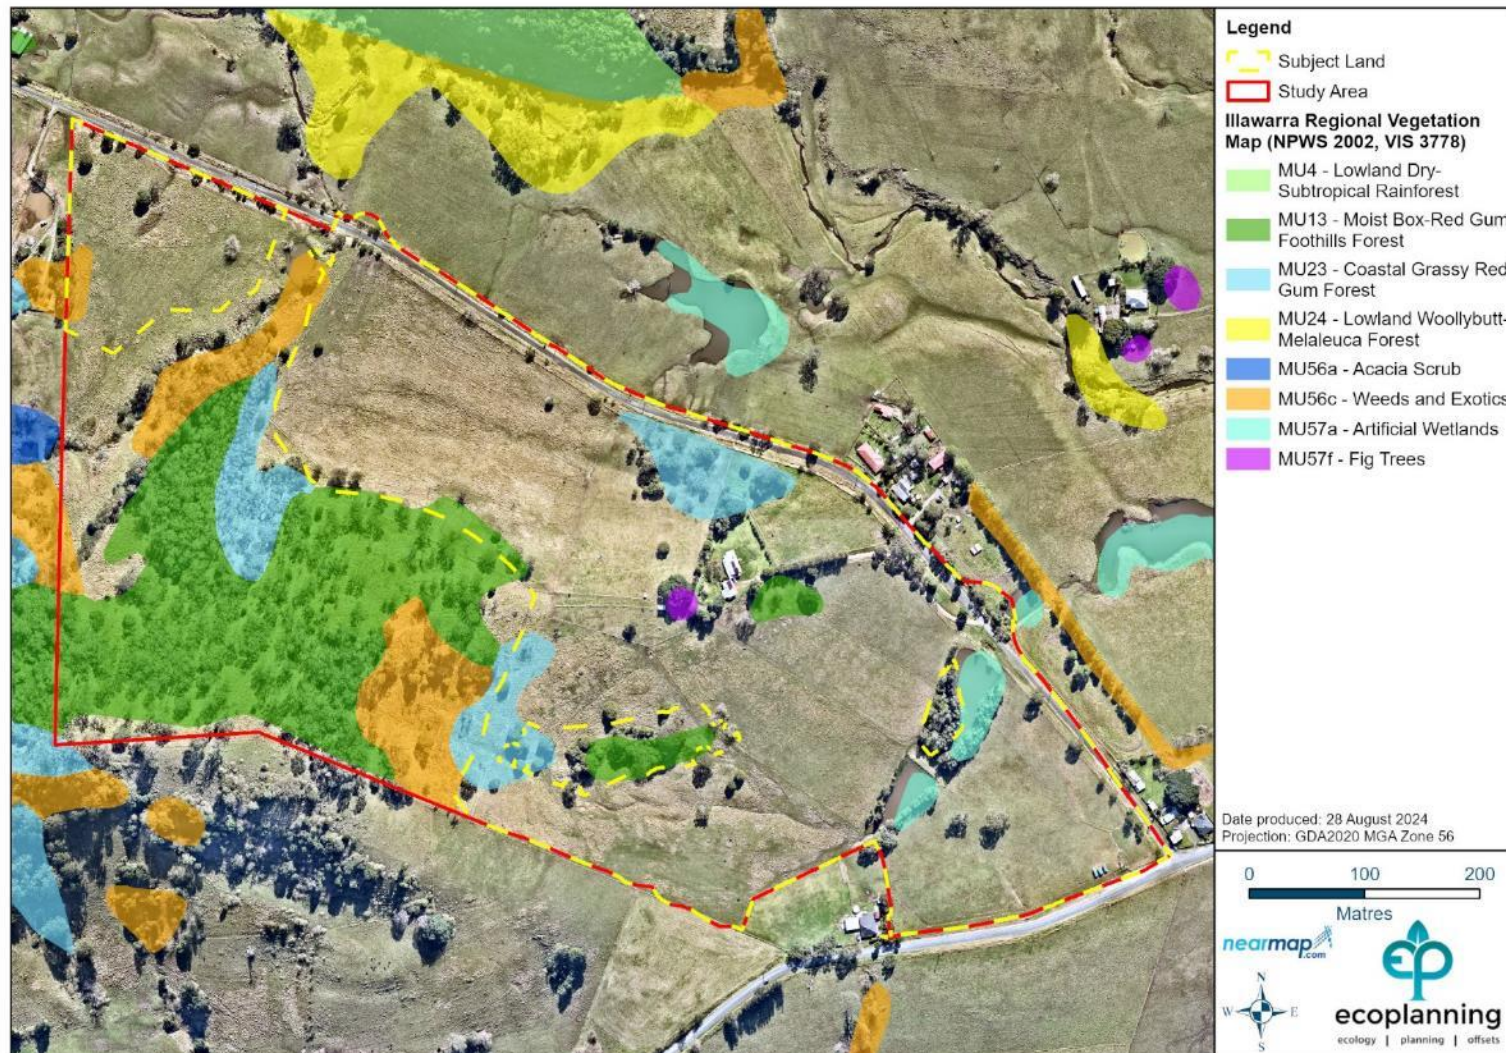 Legend
Subject Land
Study Area
Illawarra Regional Vegetation
Map (NPWS 2002, VIS 3778)
MU4 - Lowland Dry-
Subtropical Rainforest
MU13 - Moist Box-Red Gum
Foothills Forest
MU23 - Coastal Grassy Red
Gum Forest
MU24 - Lowland Woollybutt-
Melaleuca Forest
MU56a - Acacia Scrub
MU56c - Weeds and Exotics
MU57a - Artificial Wetlands
MU57f - Fig Trees
Date produced: 28 August 2024
Projection: GDA2020 MGA Zone 56
0 100 200
Matres
nearmap
.com
N
W E
S
ep
ecoplanning
ecology | planning | offsets